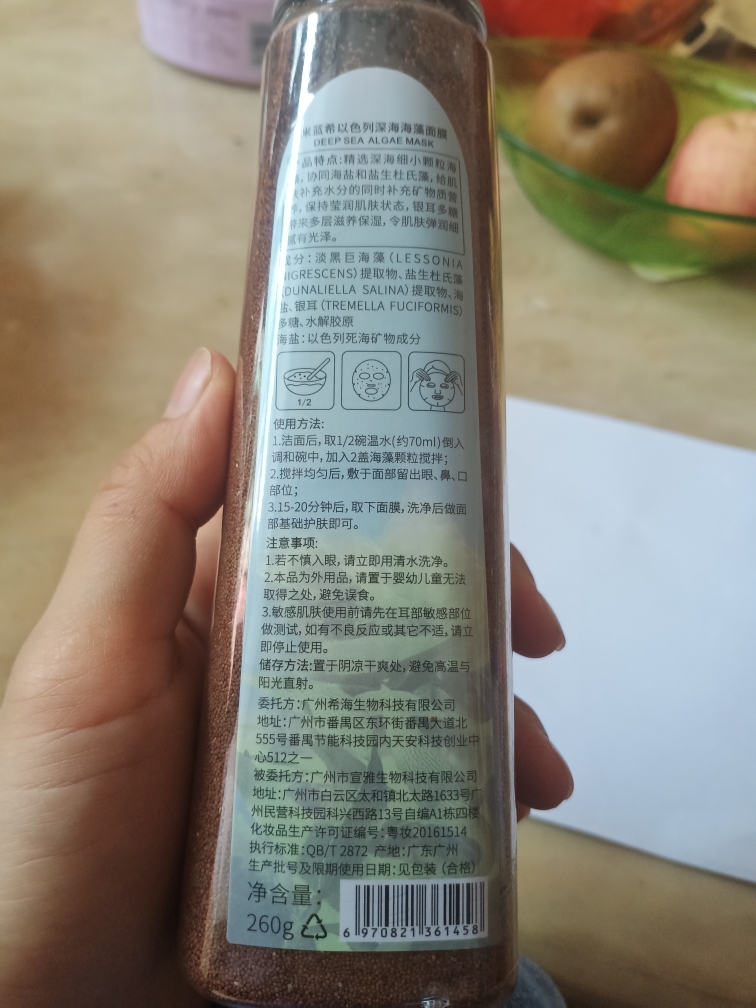 米蓝希以色列深海海藻面膜
DEEP SEA ALGAE MASK
产品特点:精选深海细小颗粒海
藻,协同海盐和盐生杜氏藻,给肌
肤补充水分的同时补充矿物质营
养,保持莹润肌肤状态,银耳多糖
带来多层滋养保湿,令肌肤弹润细
腻有光泽。
成分:淡黑巨海藻(LESSONIA
NIGRESCENS)提取物、盐生杜氏藻
(DUNALIELLA SALINA)提取物、海
盐、银耳(TREMELLA FUCIFORMIS)
多糖、水解胶原
海盐:以色列死海矿物成分
1/2
使用方法:
1.洁面后,取1/2碗温水(约70ml)倒入
调和碗中,加入2盖海藻颗粒搅拌;
2.搅拌均匀后,敷于面部留出眼、鼻、口
部位;
3.15-20分钟后,取下面膜,洗净后做面
部基础护肤即可。
注意事项:
1.若不慎入眼,请立即用清水洗净。
2.本品为外用品,请置于婴幼儿童无法
取得之处,避免误食。
3.敏感肌肤使用前请先在耳部敏感部位
做测试,如有不良反应或其它不适,请立
即停止使用。
储存方法:置于阴凉干爽处,避免高温与
阳光直射。
委托方:广州希海生物科技有限公司
地址:广州市番禺区东环街番禺大道北
555号番禺节能科技园内天安科技创业中
心512之一
被委托方:广州市宣雅生物科技有限公司
地址:广州市白云区太和镇北太路1633号广
州民营科技园科兴西路13号自编A1栋四楼
化妆品生产许可证编号:粤妆20161514
执行标准:QB/T 2872 产地:广东广州
生产批号及限期使用日期:见包装(合格)
净含量:
260g
6 970821 361458